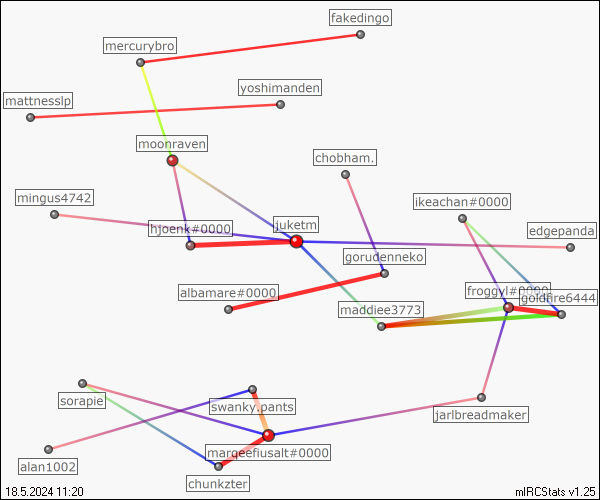 fakedingo
mercurybro
yoshimanden
mattnesslp
moonraven
chobham.
mingus4742
ikeachan#0000
hjoenk#0000
juketm
edgepanda
gorudenneko
albamare#0000
froggyl#0000
goldfire6444
maddiee3773
sorapie
swanky.pants
jarlbreadmaker
marqeefiusalt#0000
alan1002
chunkzter
18.5.2024 11:20
mIRCStats v1.25